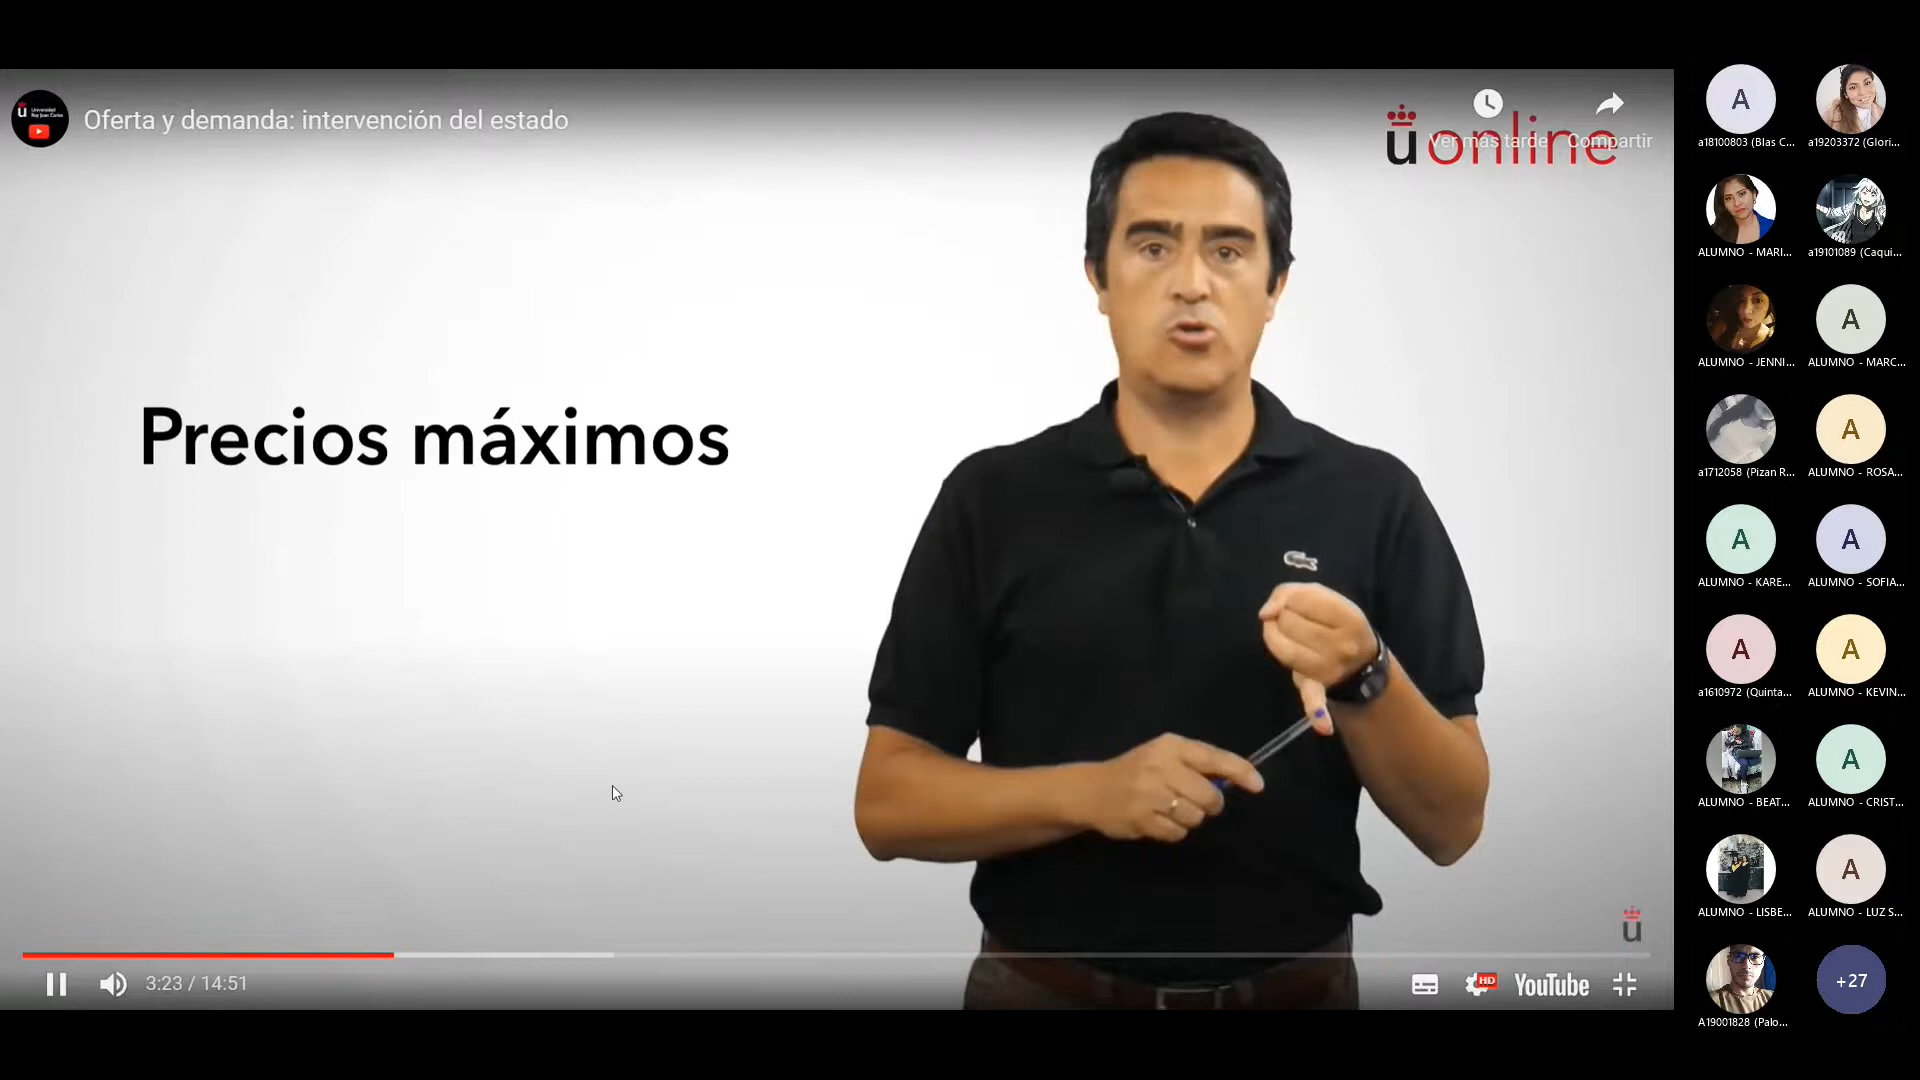 Oferta y demanda: intervención del estado
Ver más tarde
Compartir
u online
Precios máximos
u
3:23 / 14:51
HD
YouTube
A
A
a18100803 (Blas C...
a19203372 (Glori...
ALUMNO - MARI...
a19101089 (Caqui...
A
ALUMNO - JENNI...
ALUMNO - MARC...
A
a1712058 (Pizan R...
ALUMNO - ROSA...
A
A
ALUMNO - KARE...
ALUMNO - SOFIA...
A
A
a1610972 (Quinta...
ALUMNO - KEVIN...
A
ALUMNO - BEAT...
ALUMNO - CRIST...
A
ALUMNO - LISBE...
ALUMNO - LUZ S...
+27
A19001828 (Palo...